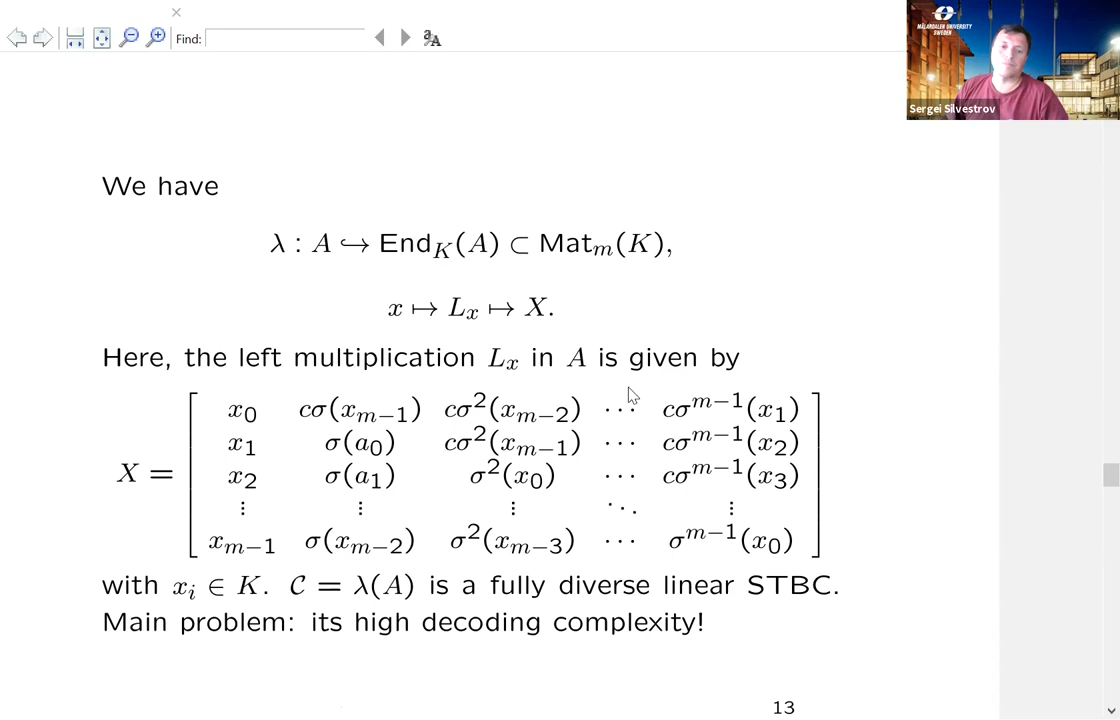 Find:
MÄLARDALEN UNIVERSITY
SWEDEN
Sergei Silvestrov
We have
λ : A ↪ End_K(A) ⊂ Mat_m(K),
x ↦ L_x ↦ X.
Here, the left multiplication L_x in A is given by
x_0 cσ(x_{m−1}) cσ^2(x_{m−2}) ⋯ cσ^{m−1}(x_1)
x_1 σ(a_0) cσ^2(x_{m−1}) ⋯ cσ^{m−1}(x_2)
X = x_2 σ(a_1) σ^2(x_0) ⋯ cσ^{m−1}(x_3)
⋮ ⋮ ⋮ ⋱ ⋮
x_{m−1} σ(x_{m−2}) σ^2(x_{m−3}) ⋯ σ^{m−1}(x_0)
with x_i ∈ K. 𝒞 = λ(A) is a fully diverse linear STBC.
Main problem: its high decoding complexity!
13